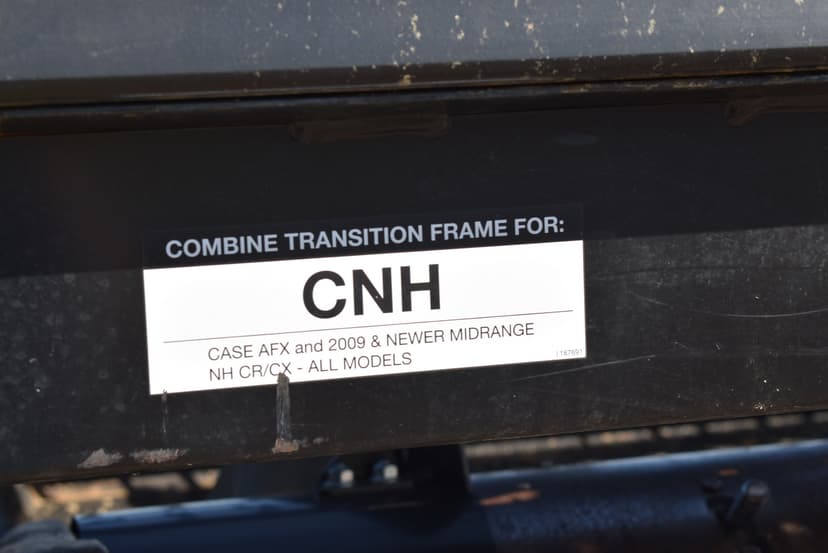 COMBINE TRANSITION FRAME FOR:
CNH
CASE AFX and 2009 & NEWER MIDRANGE
NH CR/CX - ALL MODELS